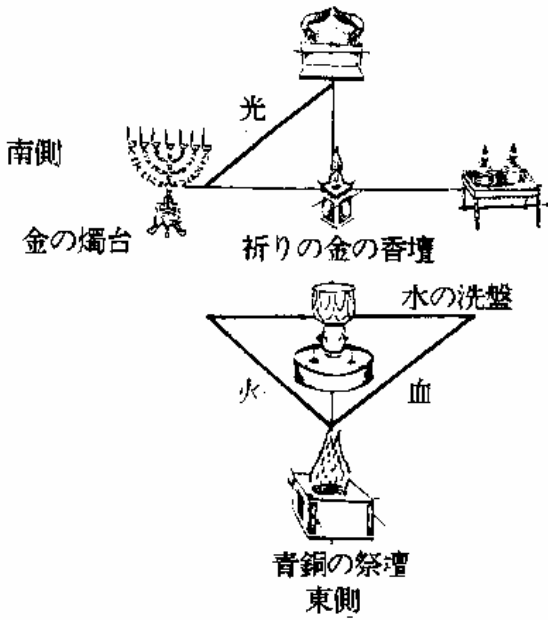 光
南側
金の燭台
祈りの金の香壇
水の洗盤
火
血
青銅の祭壇
東側